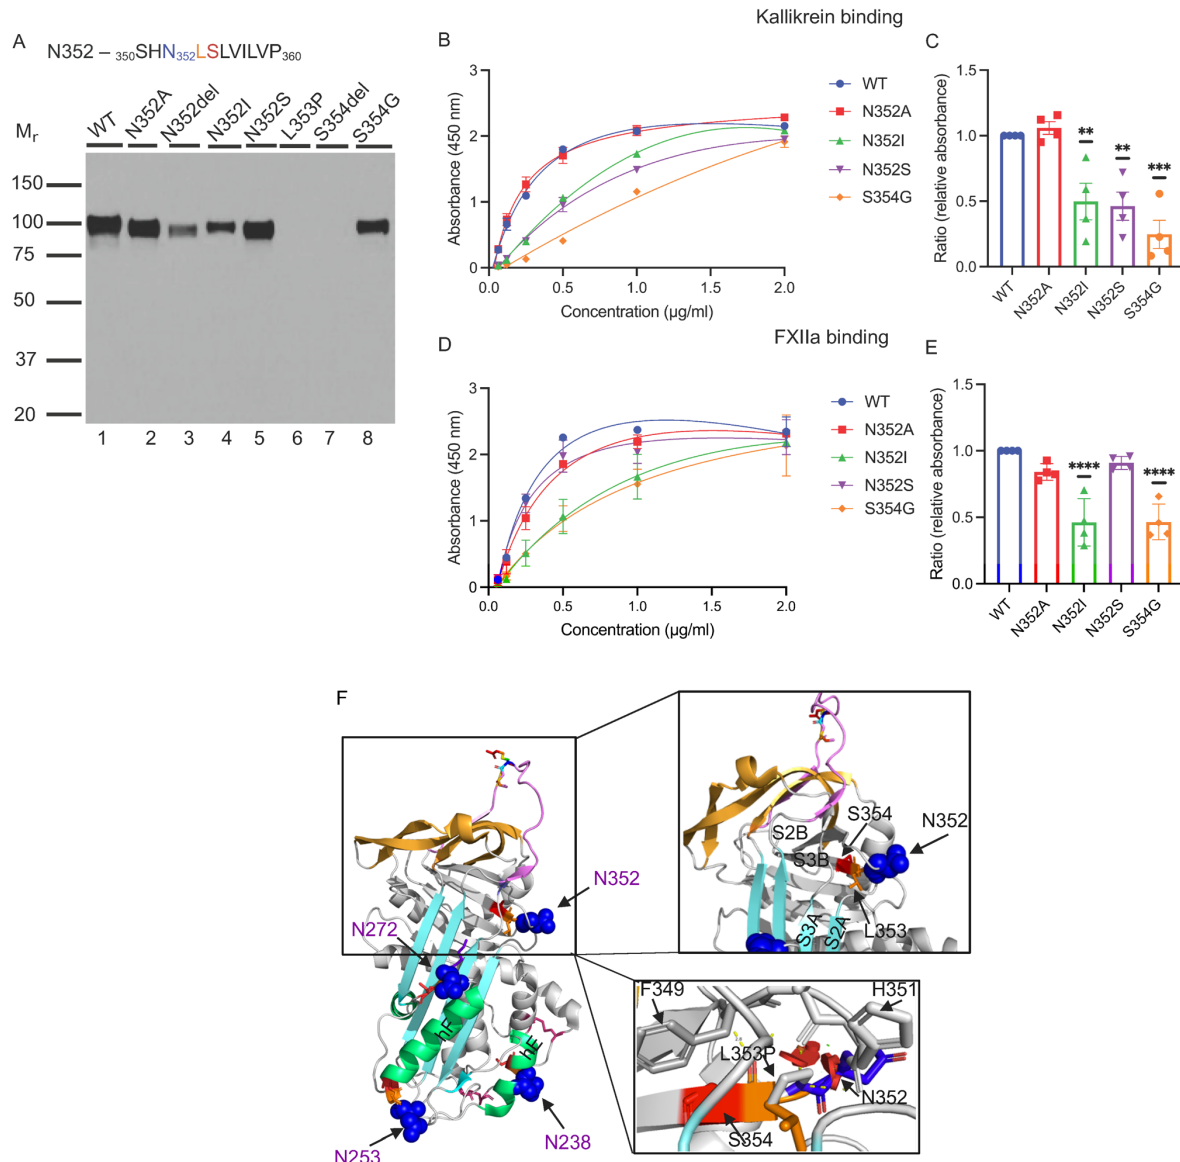 Kallikrein binding
A
N352 – 350SHN352LSLVILVP360
Mr
WT
N352A
N352del
N352I
N352S
L353P
S354del
S354G
150
100
75
50
37
20
1 2 3 4 5 6 7 8
B
Absorbance (450 nm)
3
2
1
0
0.0 0.5 1.0 1.5 2.0
Concentration (µg/ml)
WT
N352A
N352I
N352S
S354G
C
Ratio (relative absorbance)
1.5
1.0
0.5
0.0
** ** ***
WT N352A N352I N352S S354G
FXIIa binding
D
Absorbance (450 nm)
3
2
1
0
0.0 0.5 1.0 1.5 2.0
Concentration (µg/ml)
WT
N352A
N352I
N352S
S354G
E
Ratio (relative absorbance)
1.5
1.0
0.5
0.0
**** ****
WT N352A N352I N352S S354G
F
N352
N272
hF
hE
N238
N253
S2B
S354
N352
S3B
S3A
S2A
L353
F349
H351
L353P
N352
S354